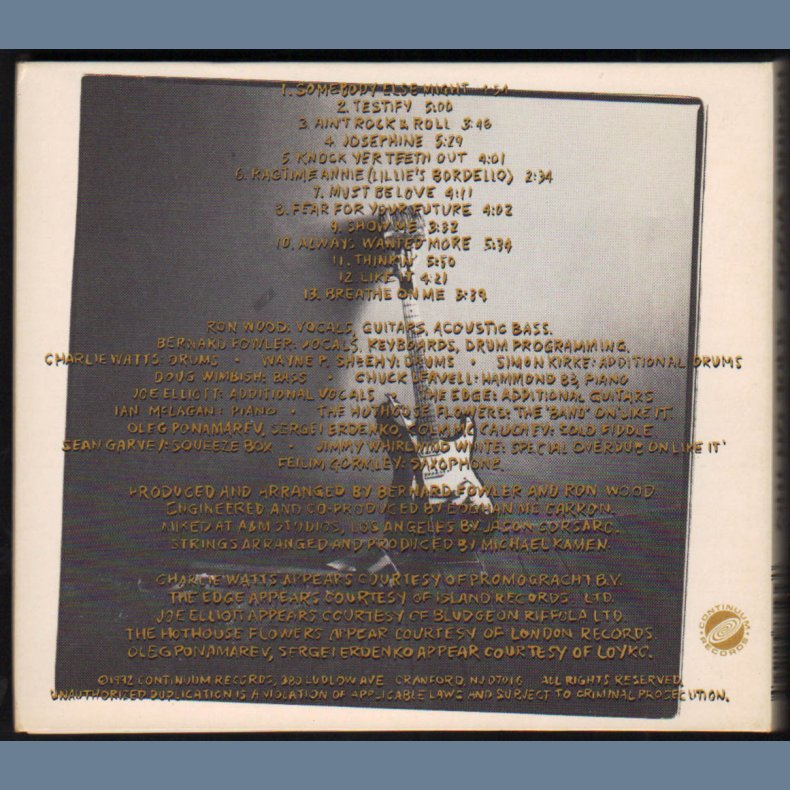 1. SOMEBODY ELSE MIGHT 4:54
2. TESTIFY 5:00
3. AIN'T ROCK & ROLL 3:46
4. JOSEPHINE 5:29
5. KNOCK YER TEETH OUT 4:01
6. RAGTIME ANNIE (LILLIE'S BORDELLO) 2:34
7. MUST BE LOVE 4:11
8. FEAR FOR YOUR FUTURE 4:02
9. SHOW ME 3:32
10. ALWAYS WANTED MORE 5:34
11. THINKIN' 5:50
12. LIKE IT 4:21
13. BREATHE ON ME 3:39
RON WOOD: VOCALS, GUITARS, ACOUSTIC BASS.
BERNARD FOWLER: VOCALS, KEYBOARDS, DRUM PROGRAMMING.
CHARLIE WATTS: DRUMS • WAYNE P. SHEEHY: DRUMS • SIMON KIRKE: ADDITIONAL DRUMS
DOUG WIMBISH: BASS • CHUCK LEAVELL: HAMMOND B3, PIANO
JOE ELLIOTT: ADDITIONAL VOCALS • THE EDGE: ADDITIONAL GUITARS
IAN McLAGAN: PIANO • THE HOTHOUSE FLOWERS: THE 'BAND' ON 'LIKE IT'.
OLEG PONAMAREV, SERGEI ERDENKO, COLM MC CAUGHEY: SOLO FIDDLE
SEAN GARVEY: SQUEEZE BOX • JIMMY WHIRLWIND WHITE: SPECIAL OVERDUB ON 'LIKE IT'
FEILIM GORMLEY: SAXOPHONE.
PRODUCED AND ARRANGED BY BERNARD FOWLER AND RON WOOD.
ENGINEERED AND CO-PRODUCED BY EOGHAN MC CARRON.
MIXED AT A&M STUDIOS, LOS ANGELES BY JASON CORSARO.
STRINGS ARRANGED AND PRODUCED BY MICHAEL KAMEN.
CHARLIE WATTS APPEARS COURTESY OF PROMOGRACHT B.V.
THE EDGE APPEARS COURTESY OF ISLAND RECORDS LTD.
JOE ELLIOTT APPEARS COURTESY OF BLUDGEON RIFFOLA LTD.
THE HOTHOUSE FLOWERS APPEAR COURTESY OF LONDON RECORDS.
OLEG PONAMAREV, SERGEI ERDENKO APPEAR COURTESY OF LOYKO.
CONTINUUM RECORDS
©1992 CONTINUUM RECORDS, 380 LUDLOW AVE CRANFORD, NJ 07016 ALL RIGHTS RESERVED.
UNAUTHORIZED DUPLICATION IS A VIOLATION OF APPLICABLE LAWS AND SUBJECT TO CRIMINAL PROSECUTION.